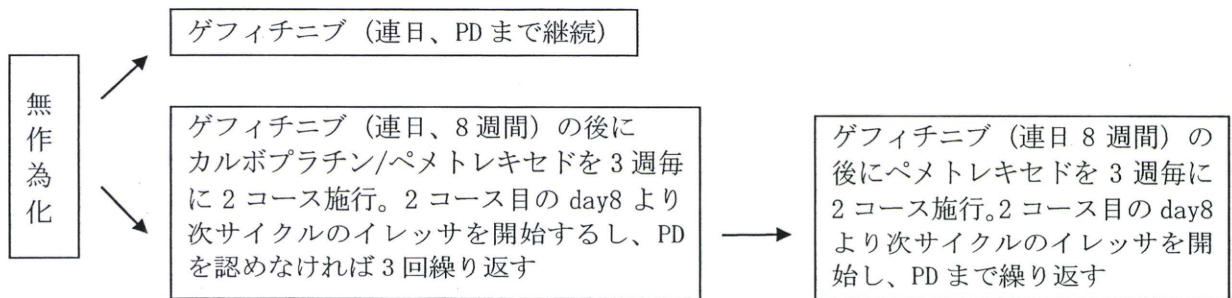 ゲフィチニブ（連日、PDまで継続）
無
作
為
化
ゲフィチニブ（連日、8週間）の後に
カルボプラチン/ペメトレキセドを3週毎
に2コース施行。2コース目のday8より
次サイクルのイレッサを開始するし、PD
を認めなければ3回繰り返す
ゲフィチニブ（連日8週間）の
後にペメトレキセドを3週毎に
2コース施行。2コース目のday8
より次サイクルのイレッサを開
始し、PDまで繰り返す